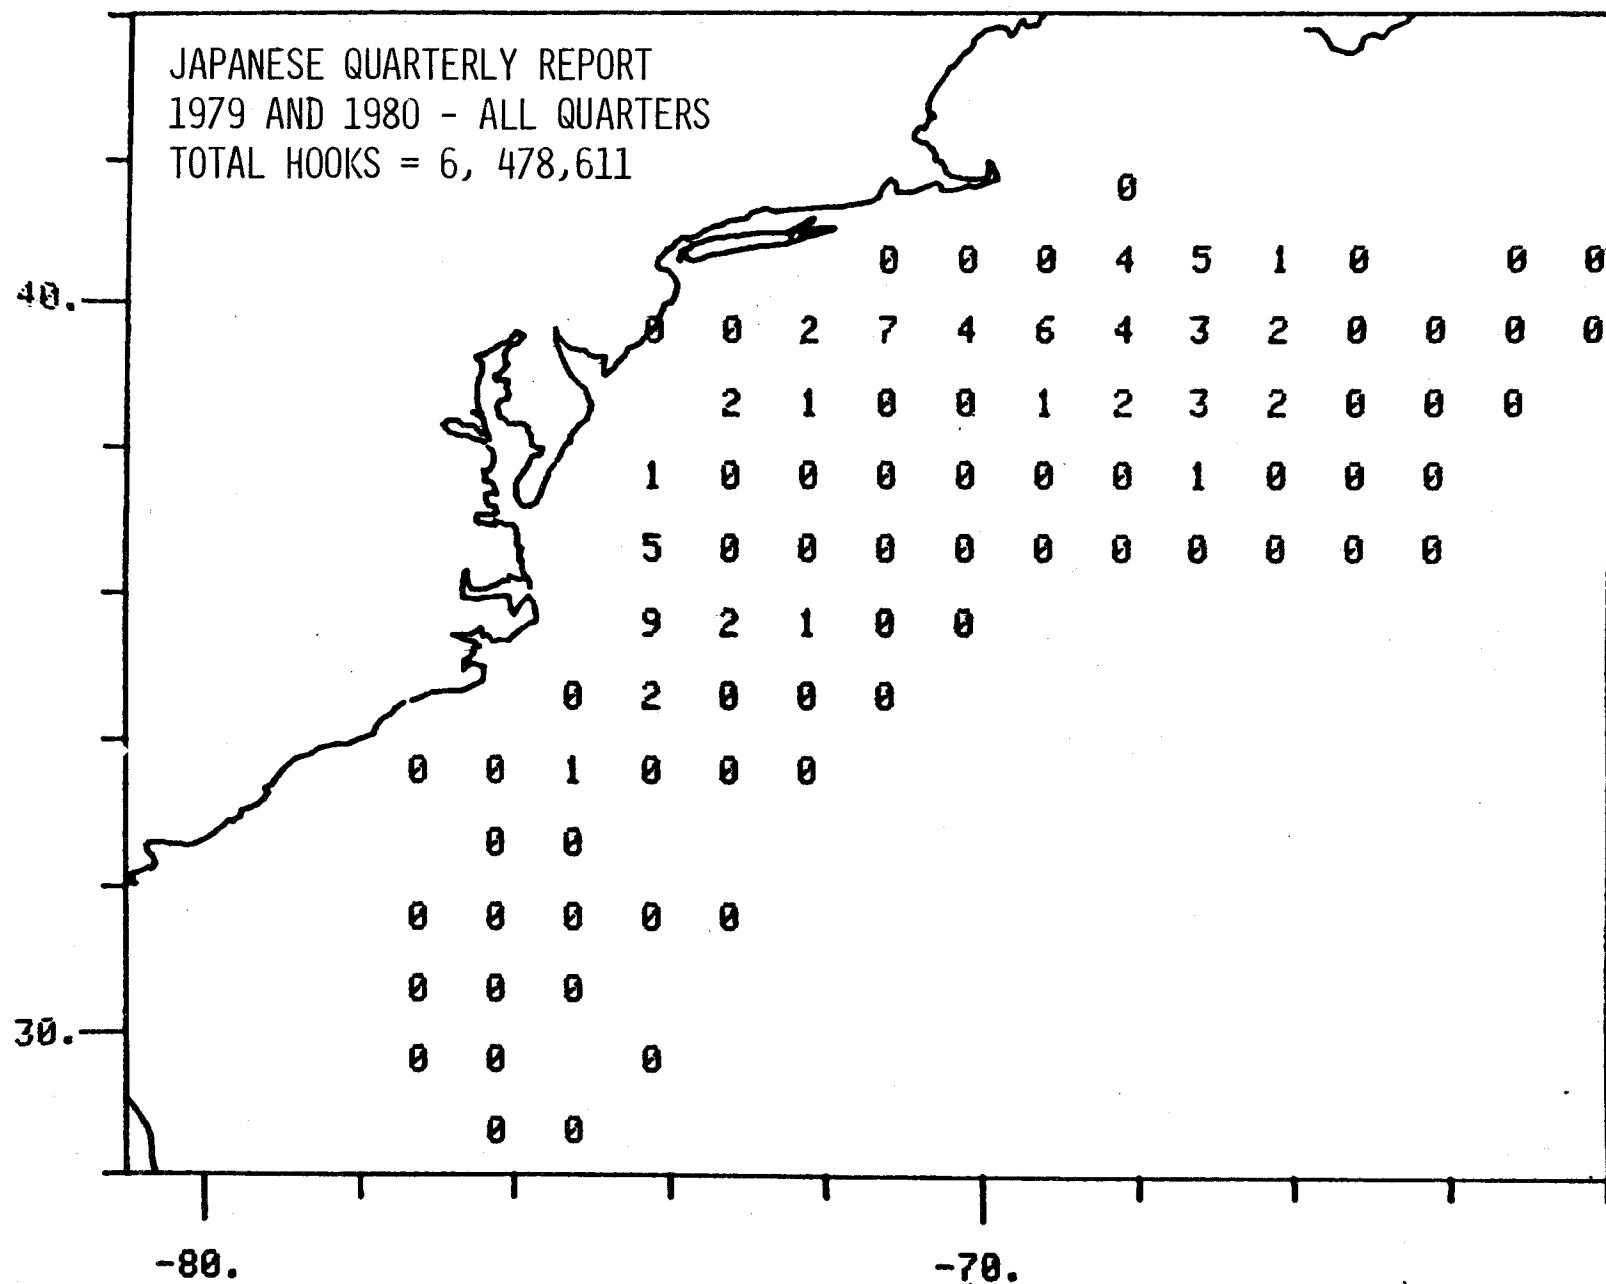 JAPANESE QUARTERLY REPORT
1979 AND 1980 - ALL QUARTERS
TOTAL HOOKS = 6, 478,611
0
0 0 0 4 5 1 0 0 0
40.
0 0 2 7 4 6 4 3 2 0 0 0 0
2 1 0 0 1 2 3 2 0 0 0
1 0 0 0 0 0 0 1 0 0 0
5 0 0 0 0 0 0 0 0 0 0
9 2 1 0 0
0 2 0 0 0
0 0 1 0 0 0
0 0
0 0 0 0 0
0 0 0
30.
0 0 0
0 0
-80. -70.